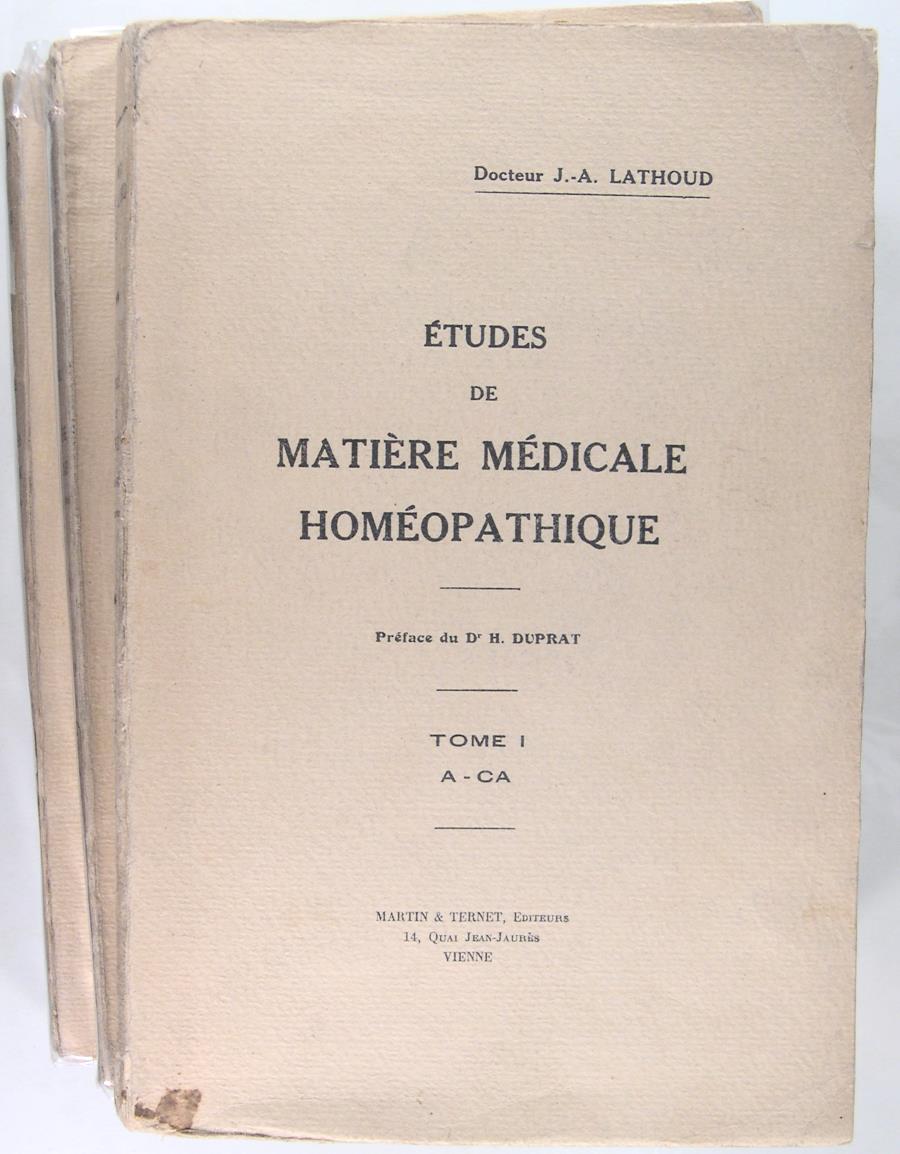 Docteur J.-A. LATHOUD
ÉTUDES
DE
MATIÈRE MÉDICALE
HOMÉOPATHIQUE
Préface du Dr H. DUPRAT
TOME I
A - CA
MARTIN & TERNET, EDITEURS
14, QUAI JEAN-JAURÈS
VIENNE